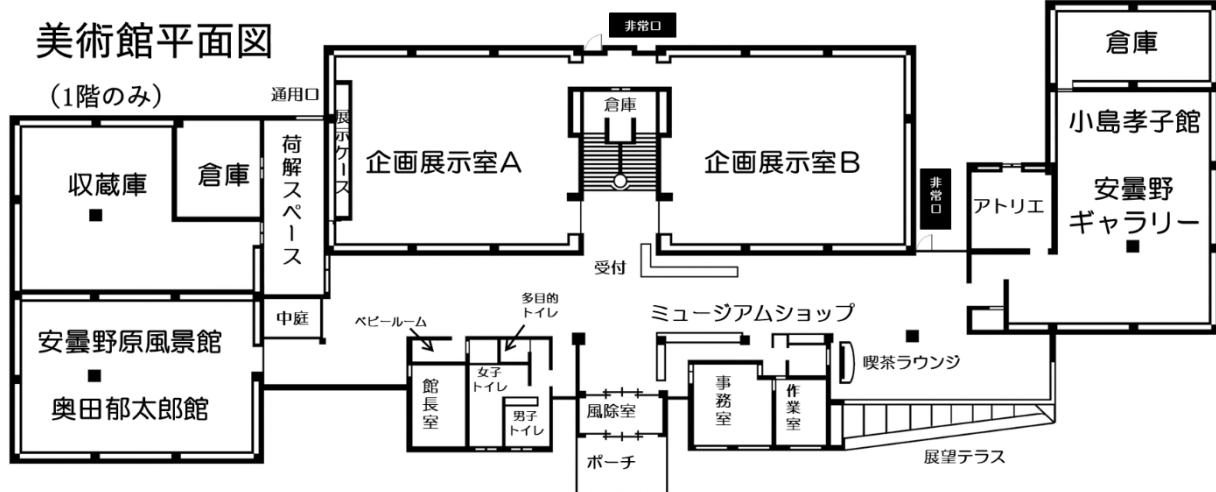 美術館平面図
（1階のみ）
非常口
通用口
倉庫
収蔵庫
倉庫
荷解スペース
展示ケース
企画展示室A
倉庫
企画展示室B
非常口
アトリエ
小島孝子館
安曇野
ギャラリー
受付
中庭
ベビールーム
多目的
トイレ
ミュージアムショップ
安曇野原風景館
奥田郁太郎館
館長室
女子
トイレ
男子
トイレ
風除室
ポーチ
事務室
作業室
喫茶ラウンジ
展望テラス